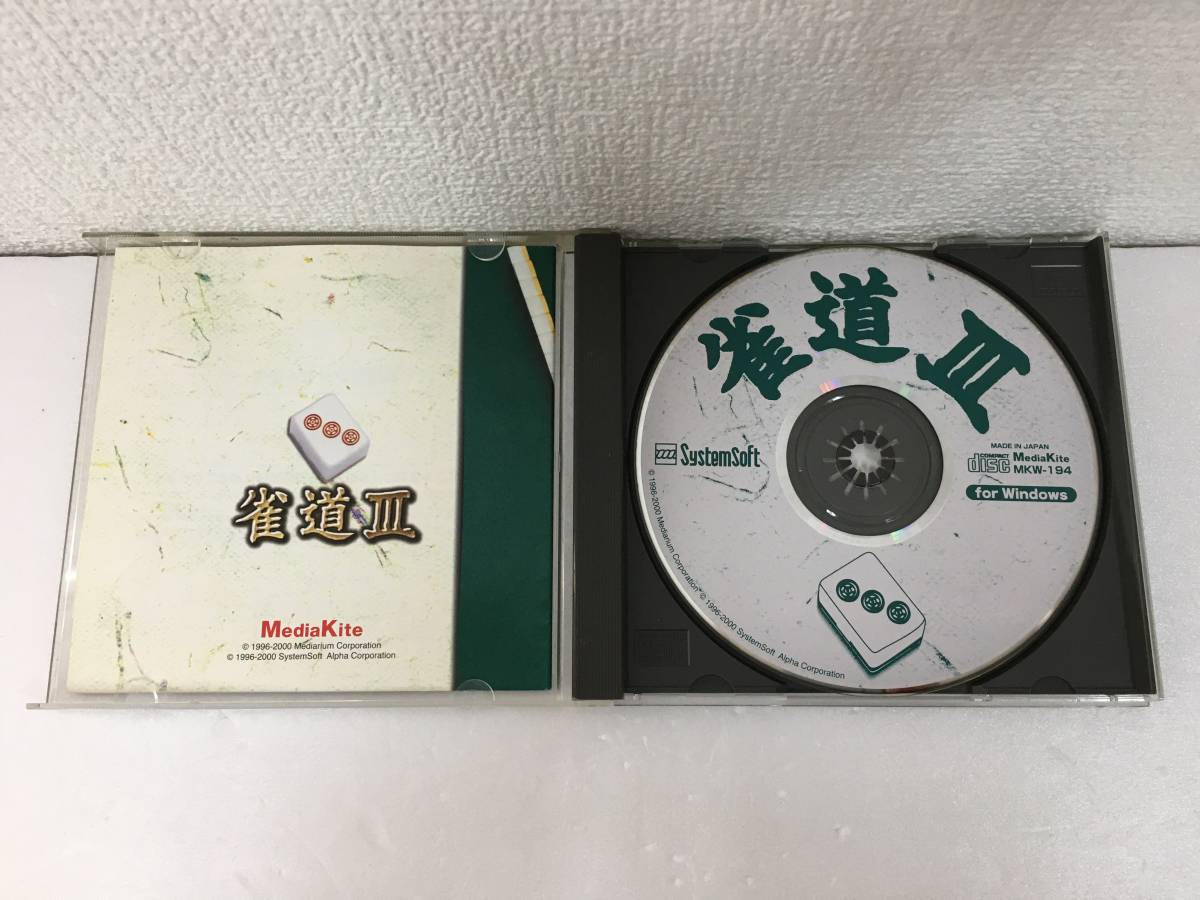 雀道Ⅲ
MediaKite
© 1996-2000 Mediarium Corporation
© 1996-2000 SystemSoft Alpha Corporation
雀道Ⅲ
SystemSoft
MADE IN JAPAN
COMPACT disc MediaKite
MKW-194
for Windows
© 1996-2000 Mediarium Corporation © 1996-2000 SystemSoft Alpha Corporation